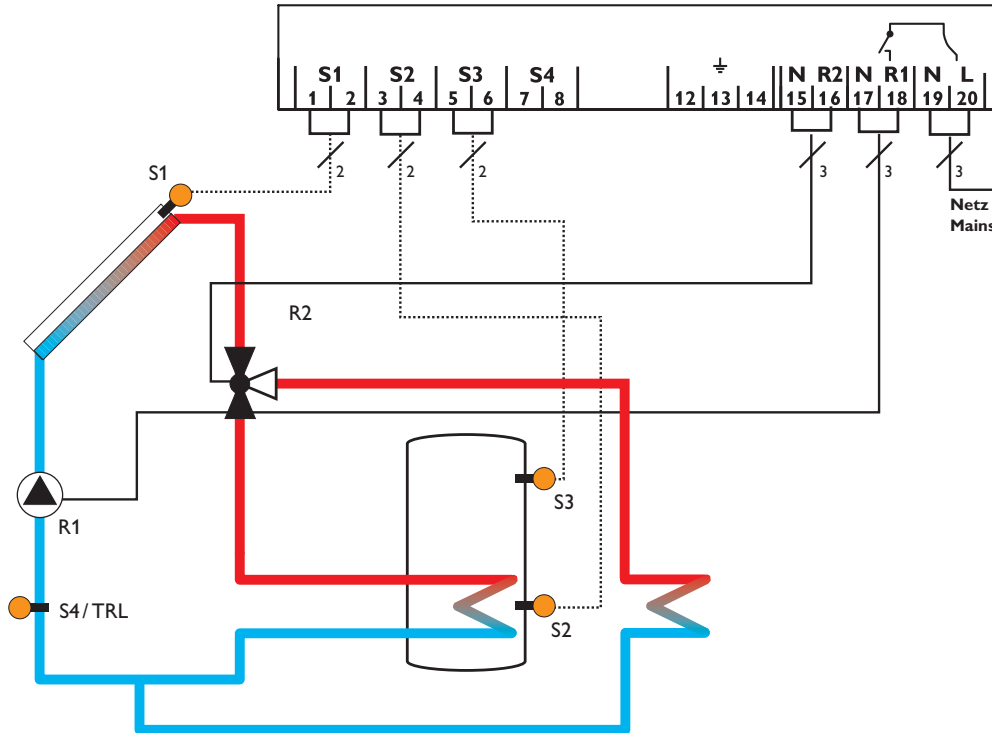 S1 S2 S3 S4 ⏚ N R2 N R1 N L
1 2 3 4 5 6 7 8 12 13 14 15 16 17 18 19 20
2 2 2 3 3 3
S1
Netz
Mains
R2
S3
R1
S4/TRL
S2